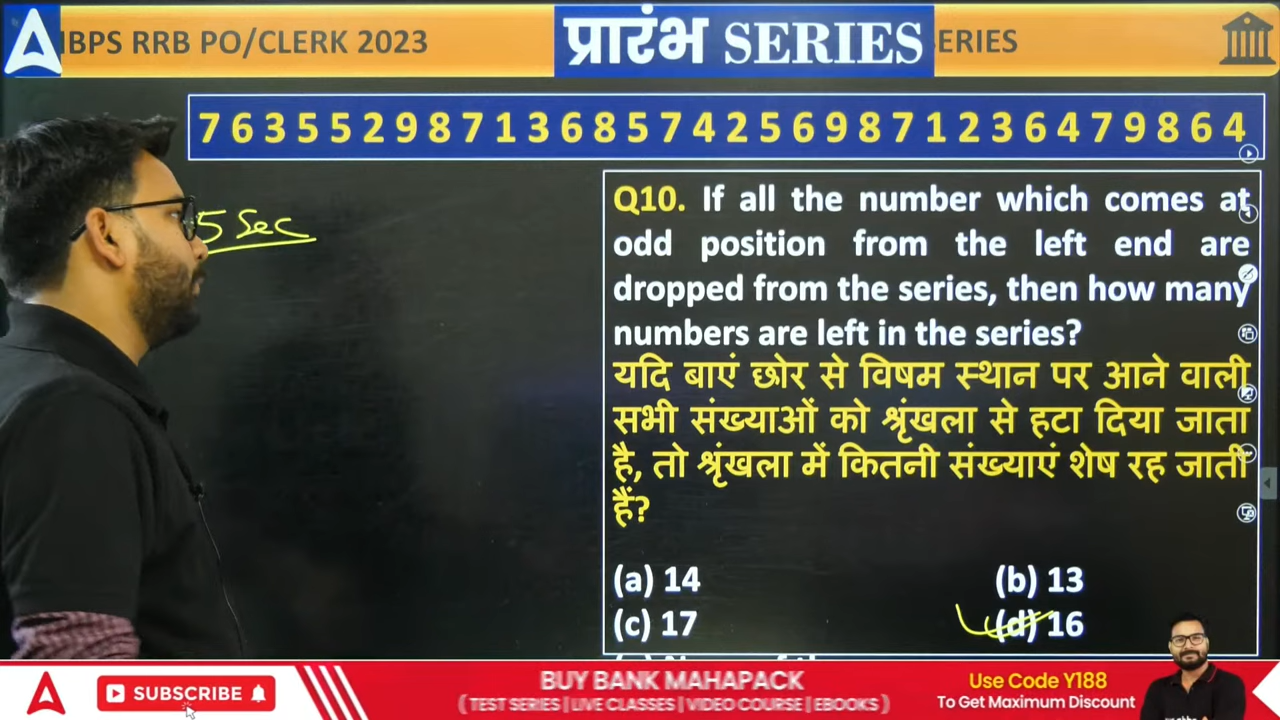 IBPS RRB PO/CLERK 2023
प्रारंभ SERIES
ERIES
7 6 3 5 5 2 9 8 7 1 3 6 8 5 7 4 2 5 6 9 8 7 1 2 3 6 4 7 9 8 6 4
5 Sec
Q10. If all the number which comes at
odd position from the left end are
dropped from the series, then how many
numbers are left in the series?
यदि बाएं छोर से विषम स्थान पर आने वाली
सभी संख्याओं को श्रृंखला से हटा दिया जाता
है, तो श्रृंखला में कितनी संख्याएं शेष रह जाती
हैं?
(a) 14 (b) 13
(c) 17 (d) 16
SUBSCRIBE
BUY BANK MAHAPACK
( TEST SERIES | LIVE CLASSES | VIDEO COURSE | EBOOKS )
Use Code Y188
To Get Maximum Discount